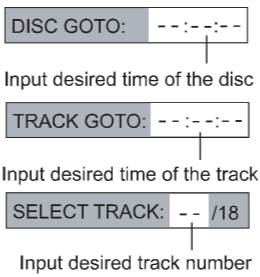 DISC GOTO: --:--:--
Input desired time of the disc
TRACK GOTO: --:--:--
Input desired time of the track
SELECT TRACK: -- /18
Input desired track number